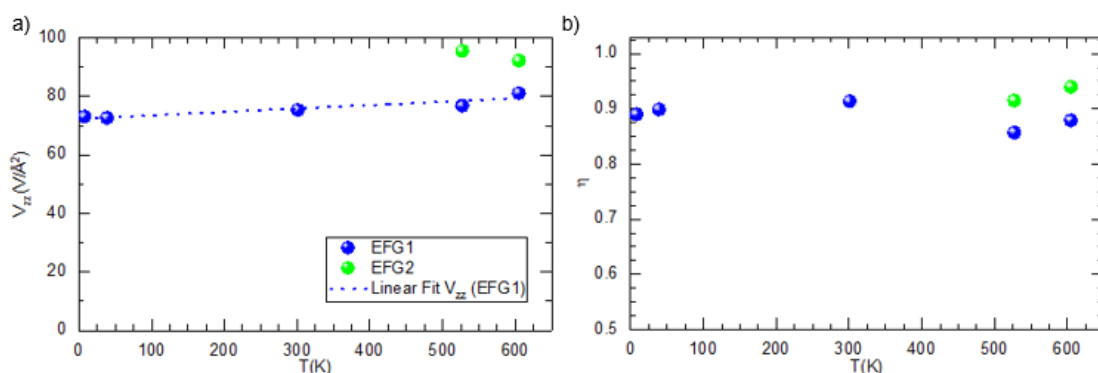 a)
100
80
60
40
20
0
V_zz (V/Å²)
0 100 200 300 400 500 600
T(K)
EFG1
EFG2
Linear Fit V_zz (EFG1)
b)
1.0
0.9
0.8
0.7
0.6
0.5
η
0 100 200 300 400 500 600
T(K)